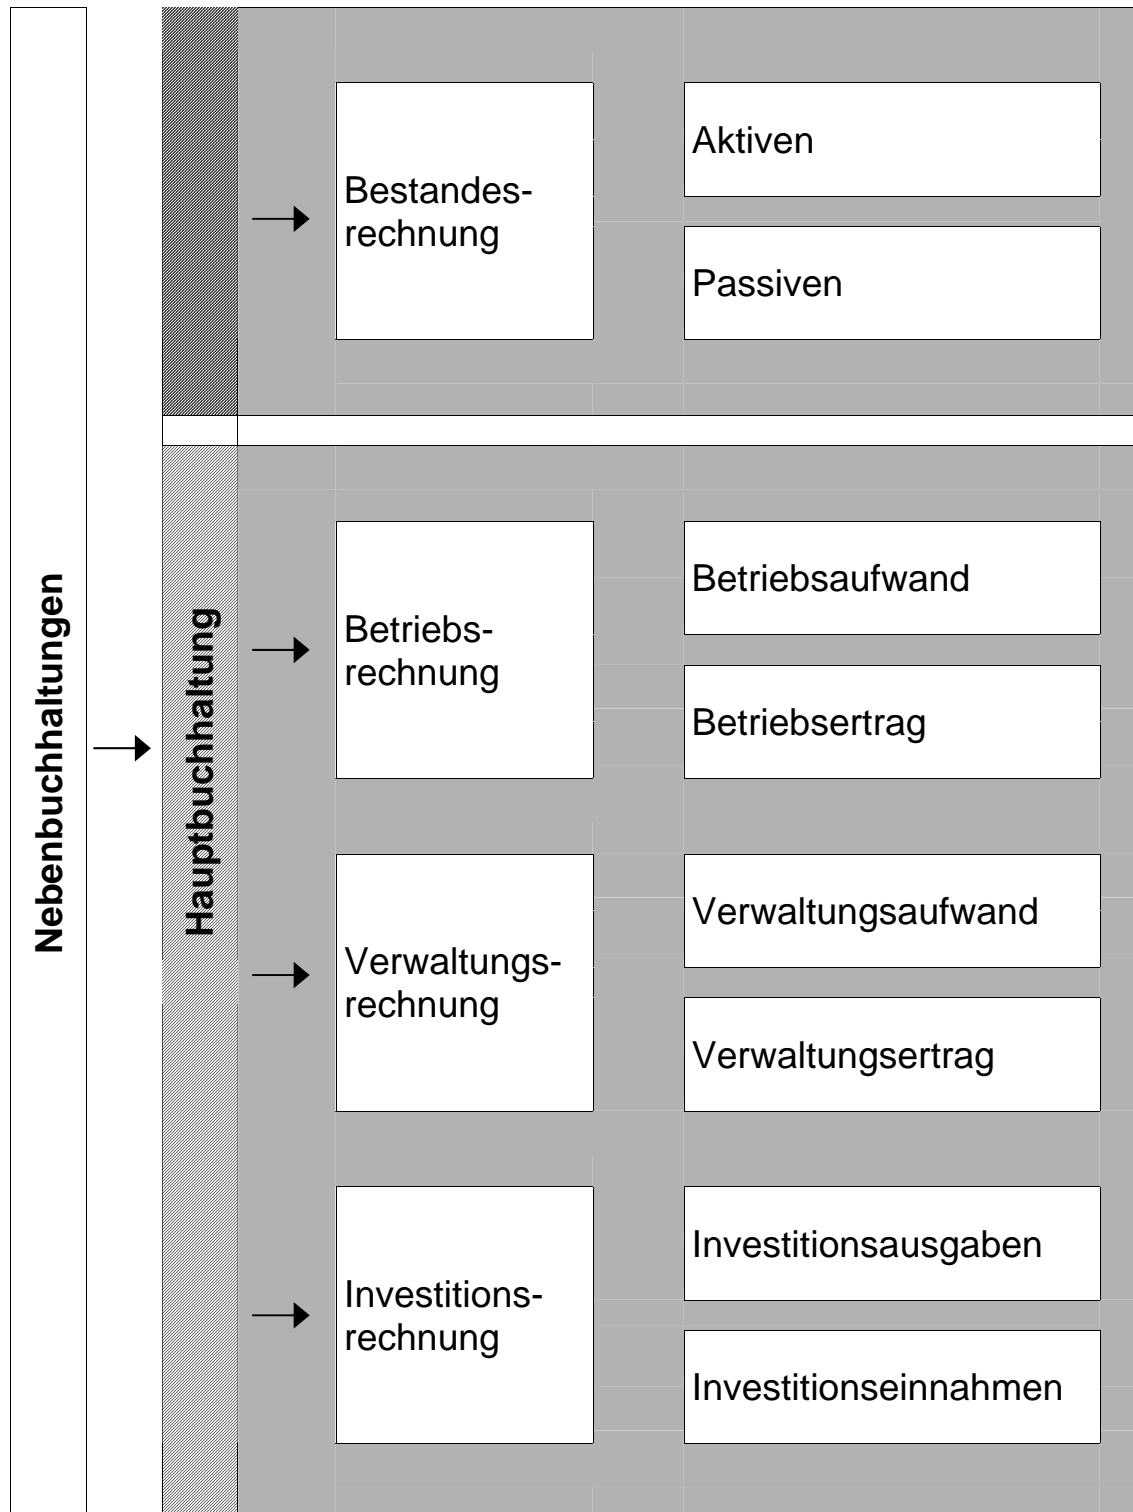 Nebenbuchhaltungen
Hauptbuchhaltung
Bestandes-
rechnung
Aktiven
Passiven
Betriebs-
rechnung
Betriebsaufwand
Betriebsertrag
Verwaltungs-
rechnung
Verwaltungsaufwand
Verwaltungsertrag
Investitions-
rechnung
Investitionsausgaben
Investitionseinnahmen